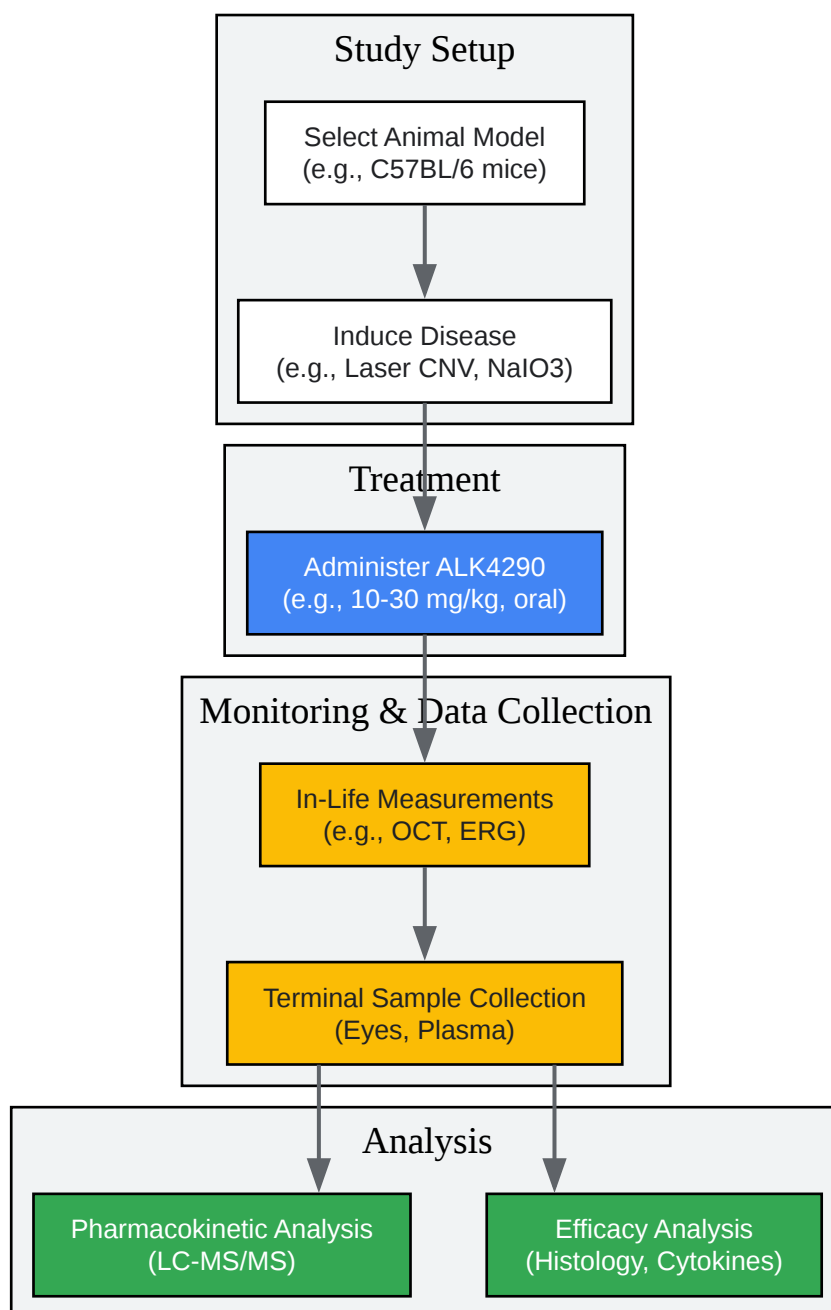 Study Setup
Select Animal Model
(e.g., C57BL/6 mice)
Induce Disease
(e.g., Laser CNV, NaIO3)
Treatment
Administer ALK4290
(e.g., 10-30 mg/kg, oral)
Monitoring & Data Collection
In-Life Measurements
(e.g., OCT, ERG)
Terminal Sample Collection
(Eyes, Plasma)
Analysis
Pharmacokinetic Analysis
(LC-MS/MS)
Efficacy Analysis
(Histology, Cytokines)